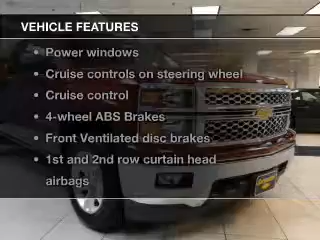 VEHICLE FEATURES
• Power windows
• Cruise controls on steering wheel
• Cruise control
• 4-wheel ABS Brakes
• Front Ventilated disc brakes
• 1st and 2nd row curtain head
airbags